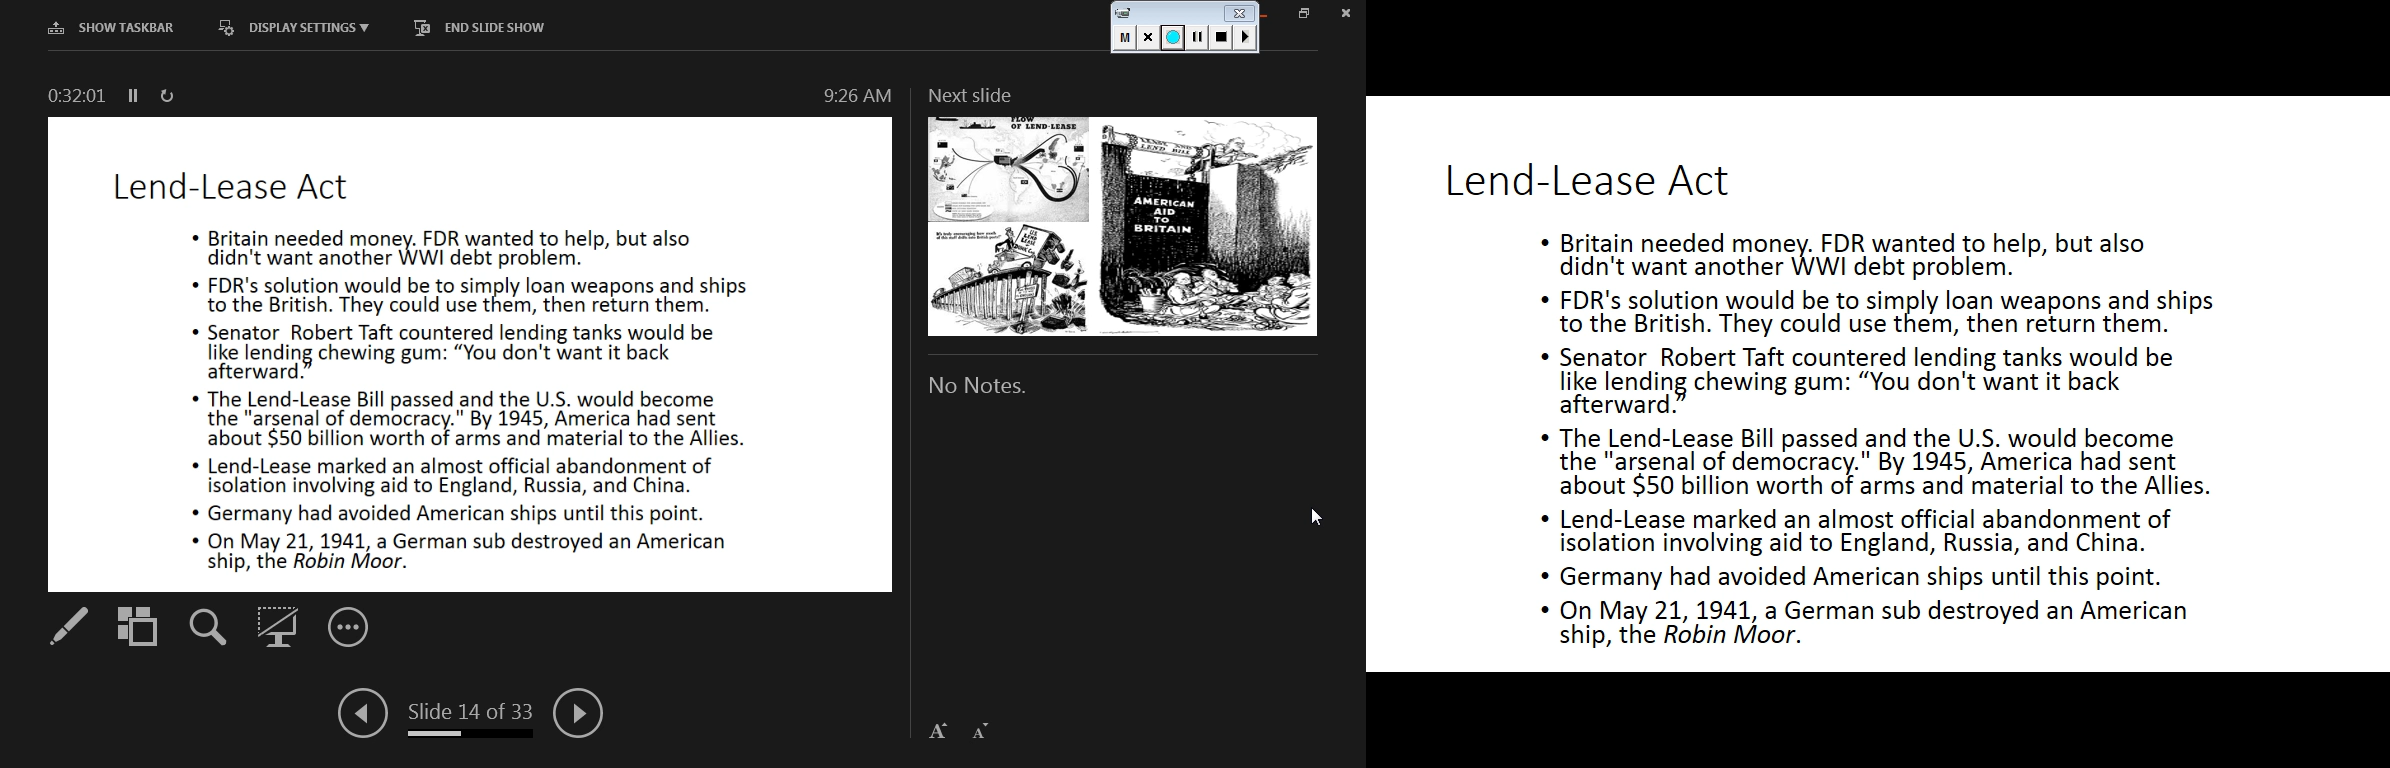 SHOW TASKBAR
DISPLAY SETTINGS ▼
END SLIDE SHOW
M
0:32:01
9:26 AM
Lend-Lease Act
• Britain needed money. FDR wanted to help, but also
didn't want another WWI debt problem.
• FDR's solution would be to simply loan weapons and ships
to the British. They could use them, then return them.
• Senator  Robert Taft countered lending tanks would be
like lending chewing gum: “You don't want it back
afterward.”
• The Lend-Lease Bill passed and the U.S. would become
the "arsenal of democracy." By 1945, America had sent
about $50 billion worth of arms and material to the Allies.
• Lend-Lease marked an almost official abandonment of
isolation involving aid to England, Russia, and China.
• Germany had avoided American ships until this point.
• On May 21, 1941, a German sub destroyed an American
ship, the Robin Moor.
Slide 14 of 33
Next slide
FLOW
OF LEND-LEASE
LEND BILL
AMERICAN
AID
TO
BRITAIN
No Notes.
A A
Lend-Lease Act
• Britain needed money. FDR wanted to help, but also
didn't want another WWI debt problem.
• FDR's solution would be to simply loan weapons and ships
to the British. They could use them, then return them.
• Senator  Robert Taft countered lending tanks would be
like lending chewing gum: “You don't want it back
afterward.”
• The Lend-Lease Bill passed and the U.S. would become
the "arsenal of democracy." By 1945, America had sent
about $50 billion worth of arms and material to the Allies.
• Lend-Lease marked an almost official abandonment of
isolation involving aid to England, Russia, and China.
• Germany had avoided American ships until this point.
• On May 21, 1941, a German sub destroyed an American
ship, the Robin Moor.